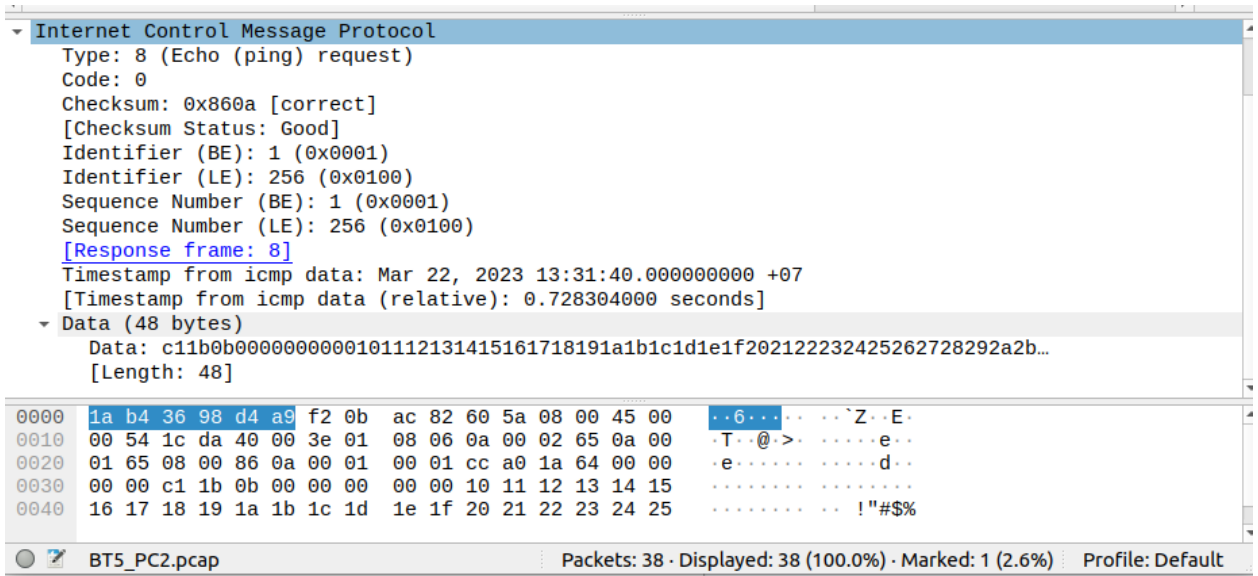 Internet Control Message Protocol
Type: 8 (Echo (ping) request)
Code: 0
Checksum: 0x860a [correct]
[Checksum Status: Good]
Identifier (BE): 1 (0x0001)
Identifier (LE): 256 (0x0100)
Sequence Number (BE): 1 (0x0001)
Sequence Number (LE): 256 (0x0100)
[Response frame: 8]
Timestamp from icmp data: Mar 22, 2023 13:31:40.000000000 +07
[Timestamp from icmp data (relative): 0.728304000 seconds]
Data (48 bytes)
Data: c11b0b0000000000101112131415161718191a1b1c1d1e1f202122232425262728292a2b…
[Length: 48]
0000 1a b4 36 98 d4 a9 f2 0b ac 82 60 5a 08 00 45 00 ··6····· ··`Z··E·
0010 00 54 1c da 40 00 3e 01 08 06 0a 00 02 65 0a 00 ·T··@·>· ·····e··
0020 01 65 08 00 86 0a 00 01 00 01 cc a0 1a 64 00 00 ·e······ ·····d··
0030 00 00 c1 1b 0b 00 00 00 00 00 10 11 12 13 14 15 ········ ········
0040 16 17 18 19 1a 1b 1c 1d 1e 1f 20 21 22 23 24 25 ········ ·· !"#$%
BT5_PC2.pcap Packets: 38 · Displayed: 38 (100.0%) · Marked: 1 (2.6%) Profile: Default